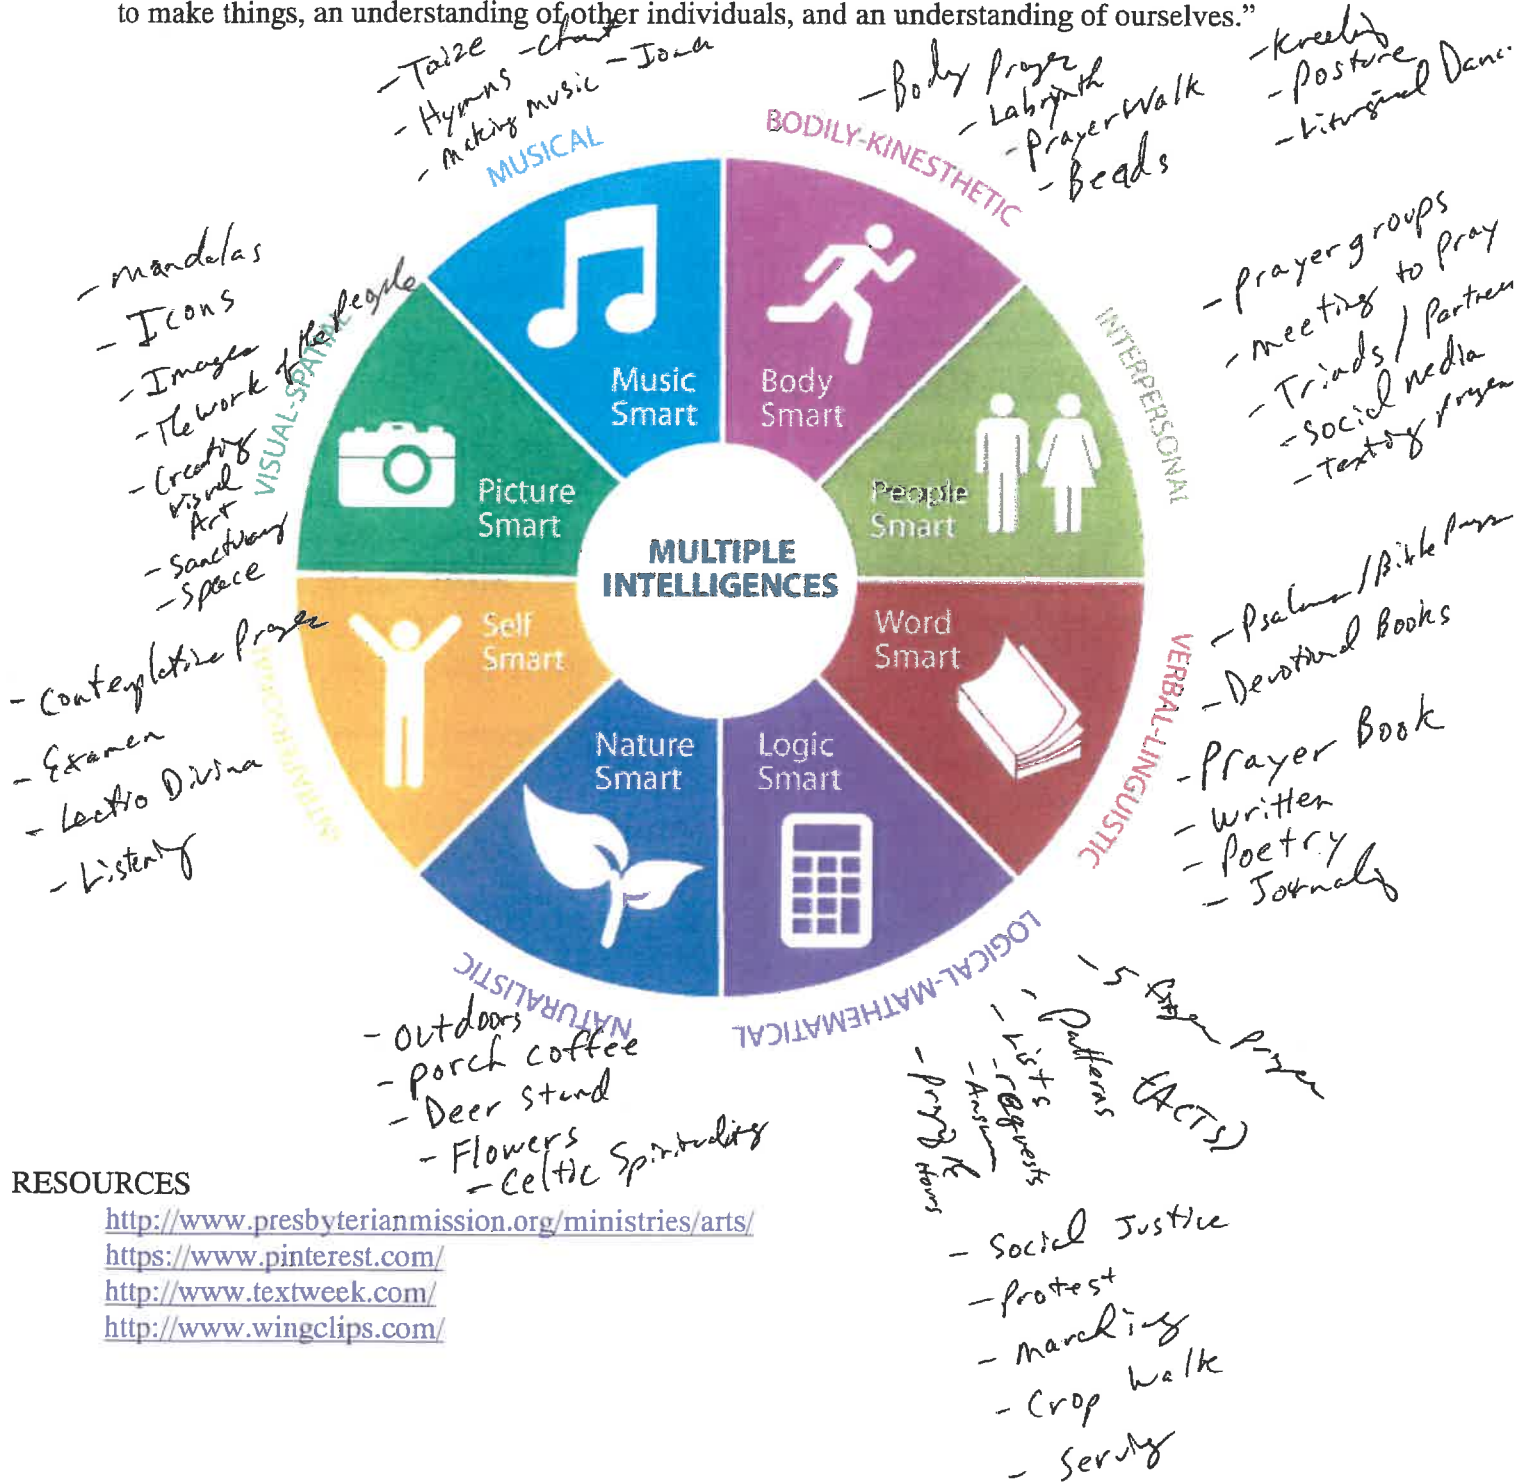 to make things, an understanding of other individuals, and an understanding of ourselves.”
- Taize - Chant
- Hymns - Iona
- Making music
- Body Prayer
- Labyrinth
- Prayer Walk
- Beads
- Kneeling
- Posture
- Liturgical Danc
MUSICAL
BODILY-KINESTHETIC
- Mandalas
- Icons
- Images
- The work of the People
- Creating
Visual
Art
- Sanctuary
- Space
VISUAL-SPATIAL
- Prayer groups
- Meeting to Pray
- Triads / Partners
- Social Media
- Texting Prayer
INTERPERSONAL
Music
Smart
Body
Smart
Picture
Smart
People
Smart
MULTIPLE
INTELLIGENCES
Self
Smart
Word
Smart
Nature
Smart
Logic
Smart
- Contemplative Prayer
- Examen
- Lectio Divina
- Listening
INTRAPERSONAL
- Psalms / Bible Prayer
- Devotional Books
- Prayer Book
- Written
- Poetry
- Journaling
VERBAL-LINGUISTIC
NATURALISTIC
LOGICAL-MATHEMATICAL
- Outdoors
- Porch coffee
- Deer Stand
- Flowers
- Celtic Spirituality
- 5 finger Prayer
- Patterns (ACTS)
- Lists
- requests
- Answers
- Praying the Hours
- Social Justice
- Protest
- Marching
- Crop Walk
- Serving
RESOURCES
http://www.presbyterianmission.org/ministries/arts/
https://www.pinterest.com/
http://www.textweek.com/
http://www.wingclips.com/